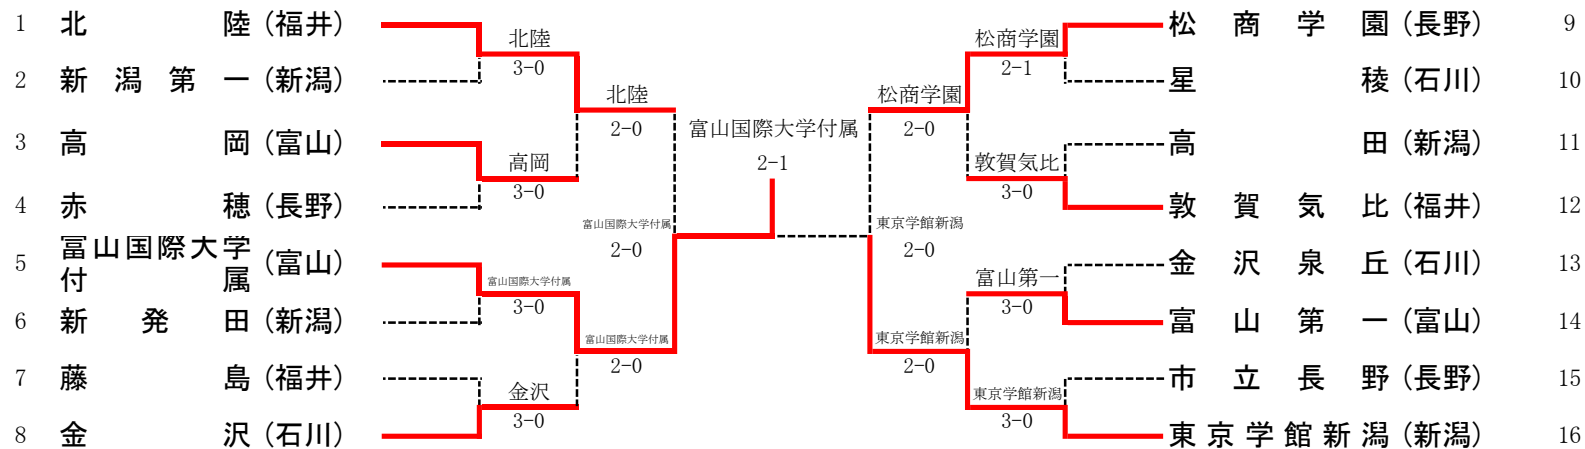 1 北陸（福井）
2 新潟第一（新潟）
3 高岡（富山）
4 赤穂（長野）
5 富山国際大学付属（富山）
6 新発田（新潟）
7 藤島（福井）
8 金沢（石川）
北陸
3-0
高岡
3-0
富山国際大学付属
3-0
金沢
3-0
北陸
2-0
富山国際大学付属
2-0
富山国際大学付属
2-0
富山国際大学付属
2-1
松商学園
2-0
東京学館新潟
2-0
東京学館新潟
2-0
松商学園
2-1
敦賀気比
3-0
富山第一
3-0
東京学館新潟
3-0
松商学園（長野） 9
星稜（石川） 10
高田（新潟） 11
敦賀気比（福井） 12
金沢泉丘（石川） 13
富山第一（富山） 14
市立長野（長野） 15
東京学館新潟（新潟） 16